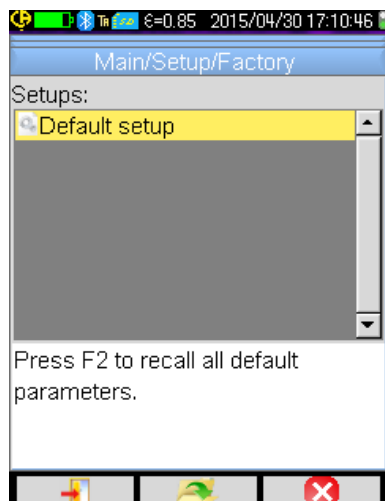 ε=0.85 2015/04/30 17:10:46
Main/Setup/Factory
Setups:
Default setup
Press F2 to recall all default
parameters.